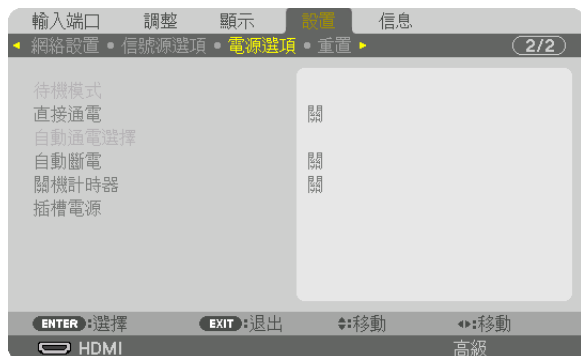 輸入端口 調整 顯示 設置 信息
網絡設置 • 信號源選項 • 電源選項 • 重置 2/2
待機模式
直接通電 關
自動通電選擇
自動斷電 關
關機計時器 關
插槽電源
ENTER :選擇 EXIT :退出 :移動 :移動
HDMI 高級